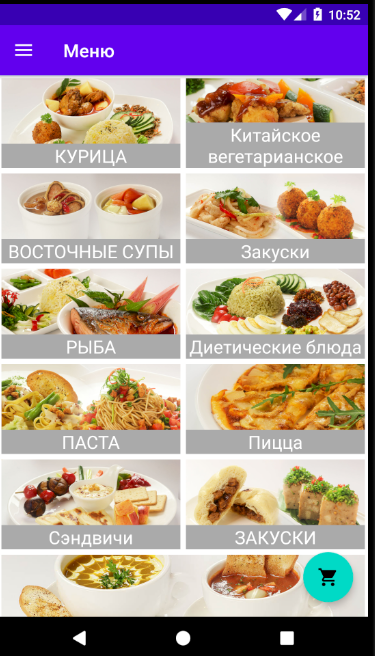 10:52
Меню
КУРИЦА
Китайское
вегетарианское
ВОСТОЧНЫЕ СУПЫ
Закуски
РЫБА
Диетические блюда
ПАСТА
Пицца
Сэндвичи
ЗАКУСКИ